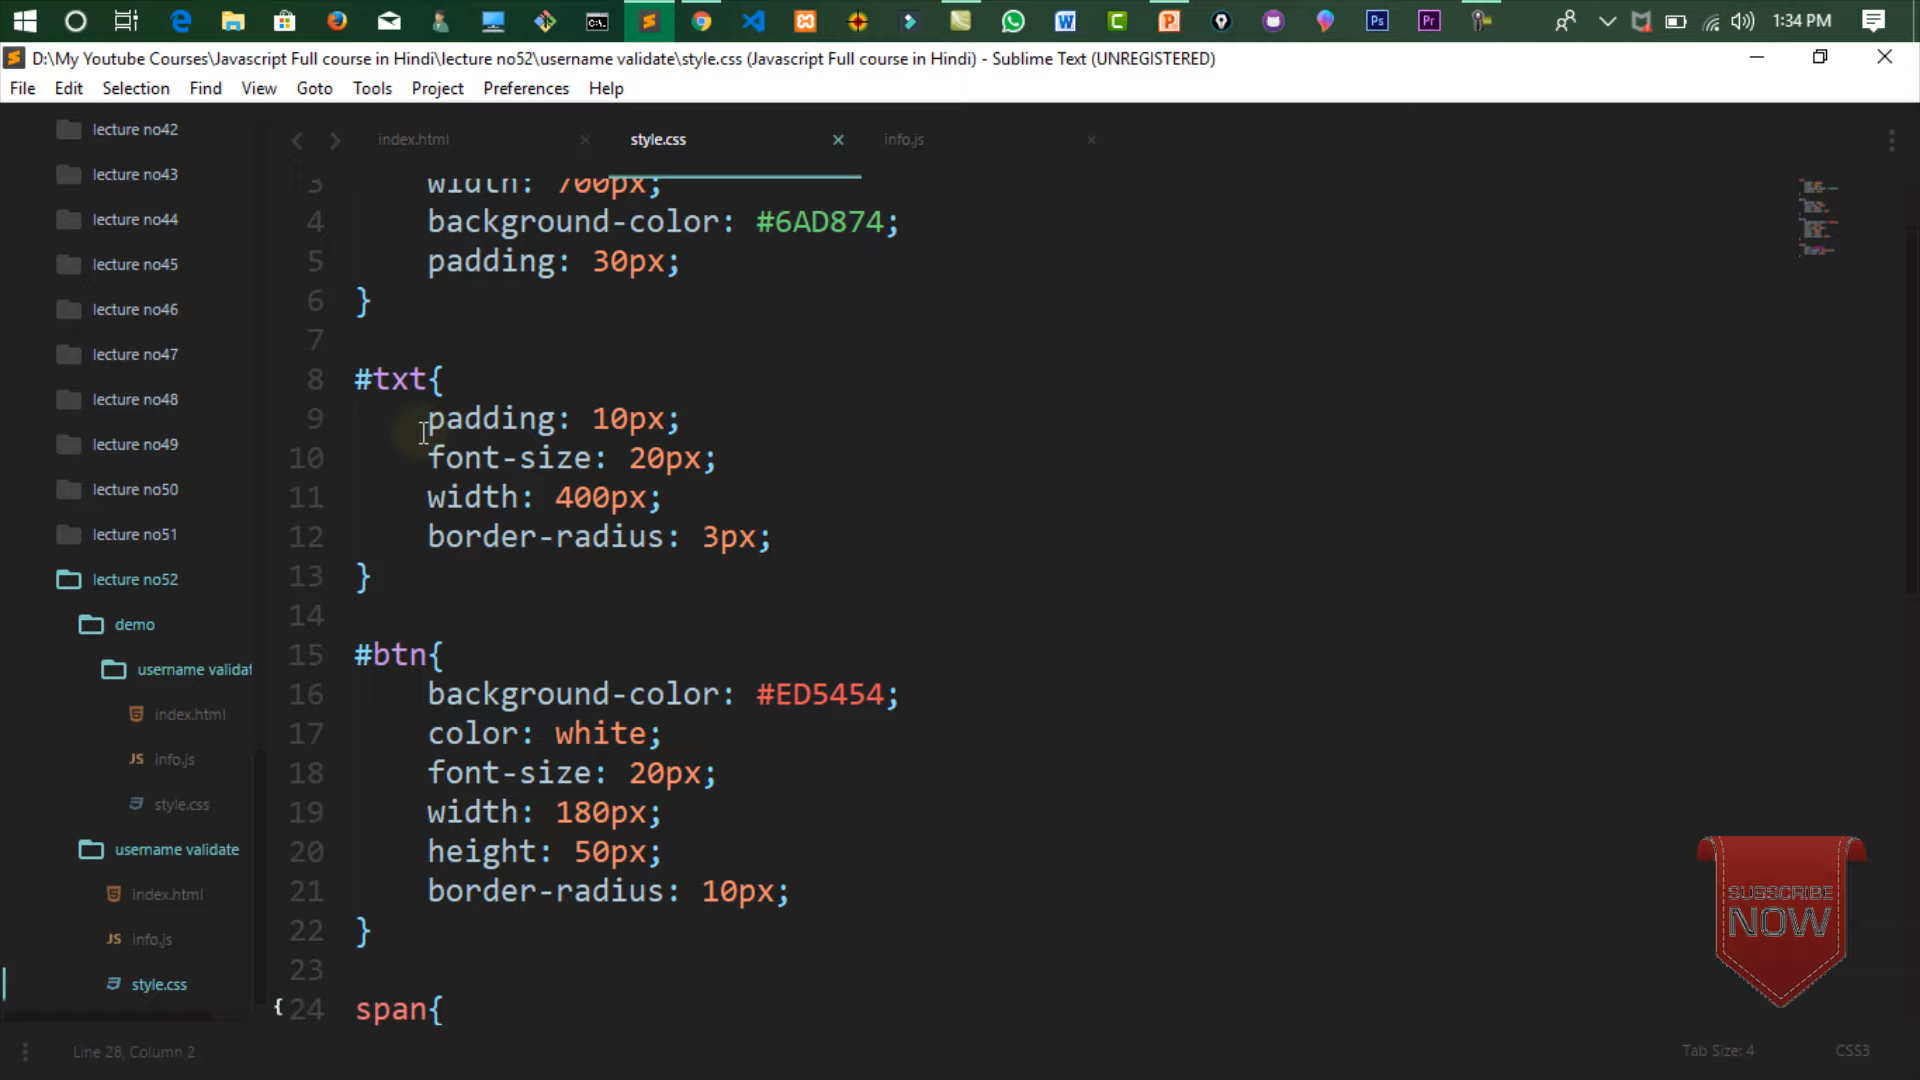 1:34 PM
D:\My Youtube Courses\Javascript Full course in Hindi\lecture no52\username validate\style.css (Javascript Full course in Hindi) - Sublime Text (UNREGISTERED)
File Edit Selection Find View Goto Tools Project Preferences Help
lecture no42
lecture no43
lecture no44
lecture no45
lecture no46
lecture no47
lecture no48
lecture no49
lecture no50
lecture no51
lecture no52
demo
username validat
index.html
JS info.js
style.css
username validate
index.html
JS info.js
style.css
index.html style.css info.js
3 width: 700px;
4 background-color: #6AD874;
5 padding: 30px;
6 }
7
8 #txt{
9 padding: 10px;
10 font-size: 20px;
11 width: 400px;
12 border-radius: 3px;
13 }
14
15 #btn{
16 background-color: #ED5454;
17 color: white;
18 font-size: 20px;
19 width: 180px;
20 height: 50px;
21 border-radius: 10px;
22 }
23
{ 24 span{
SUBSCRIBE
NOW
Line 28, Column 2 Tab Size: 4 CSS3